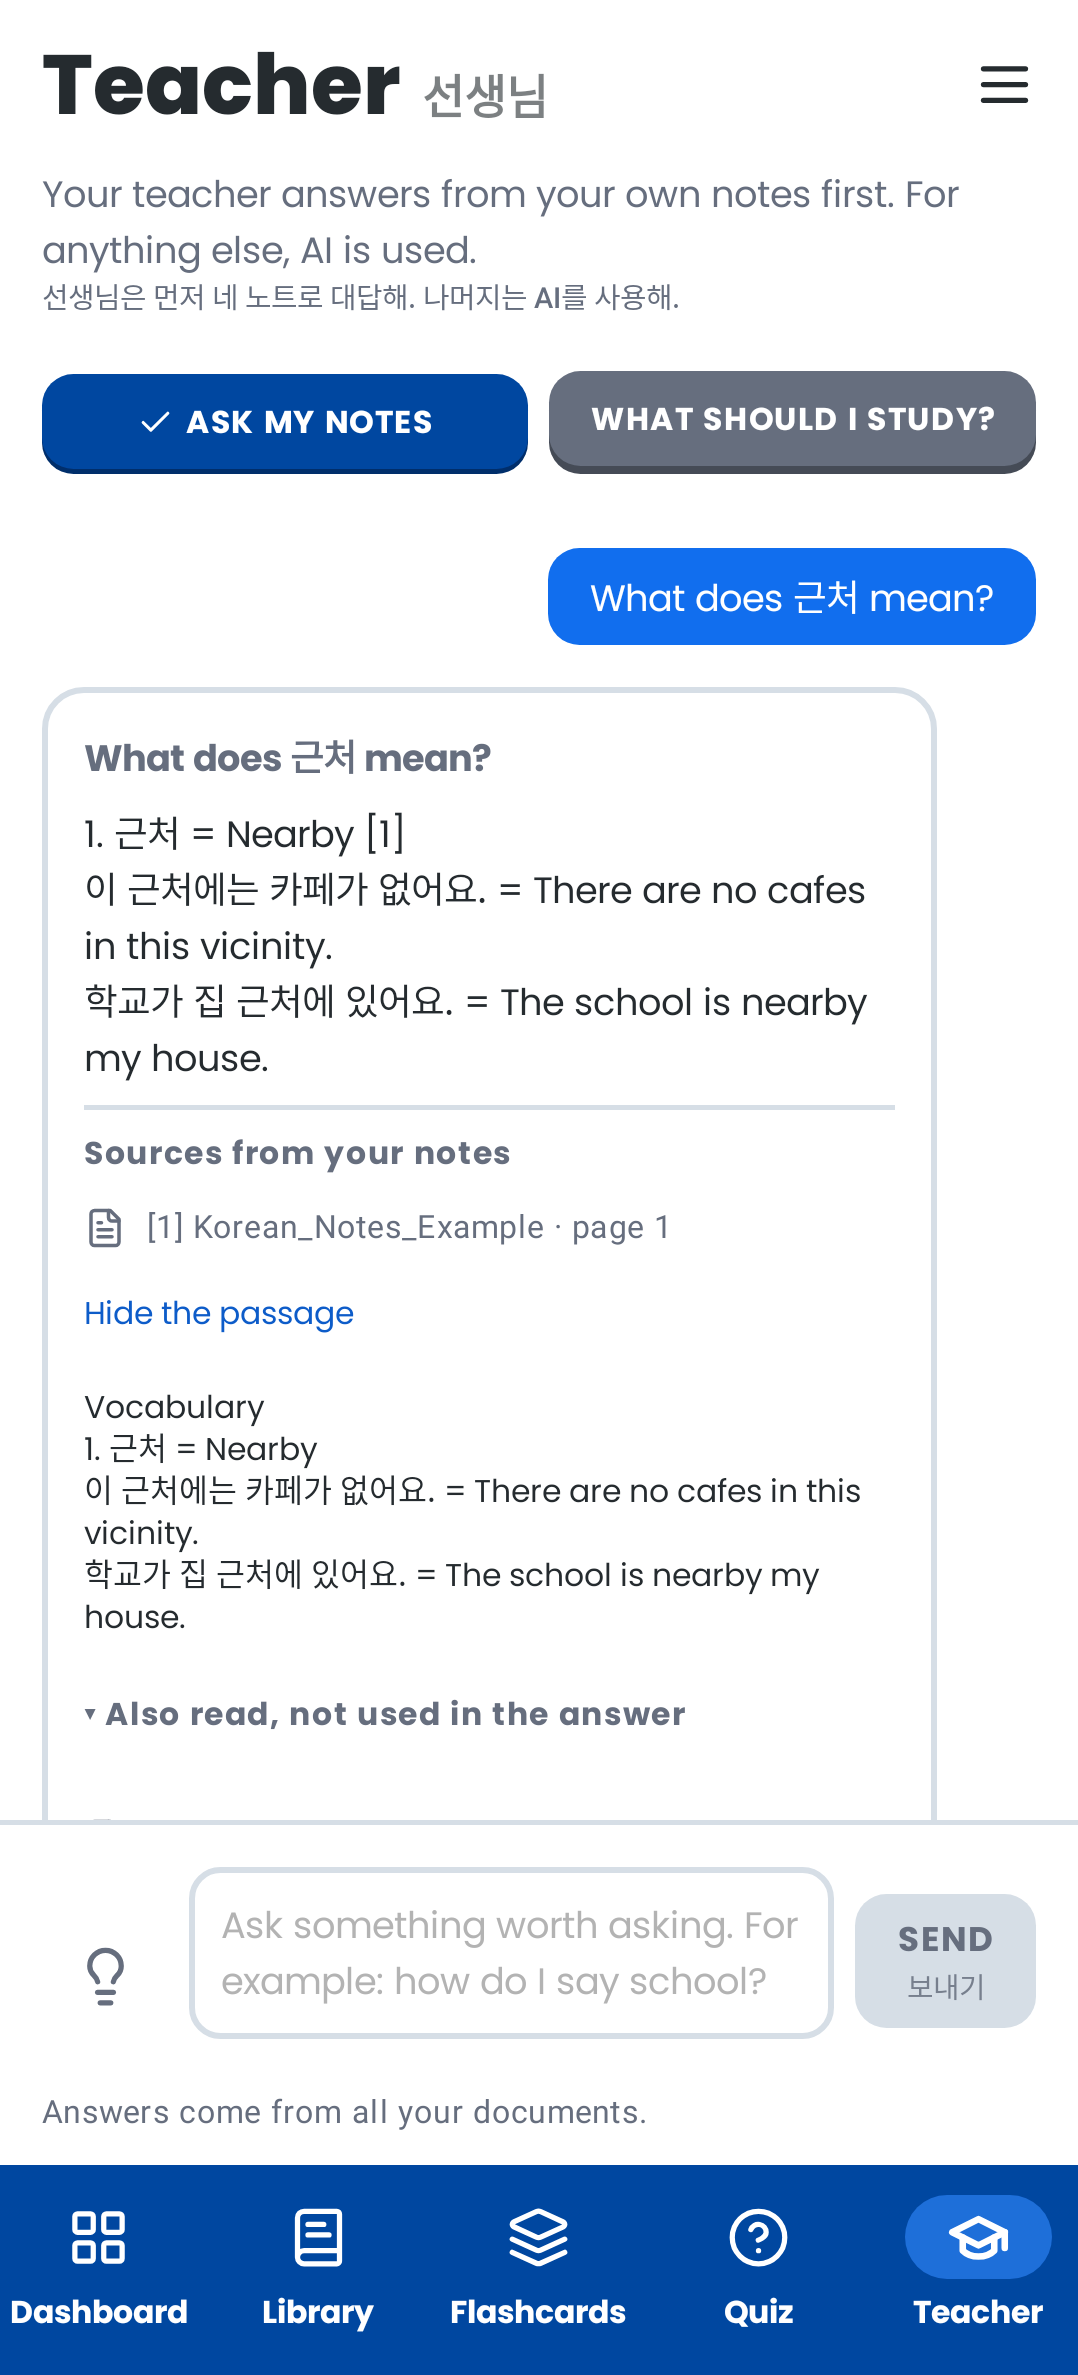 Teacher 선생님
Your teacher answers from your own notes first. For
anything else, AI is used.
선생님은 먼저 네 노트로 대답해. 나머지는 AI를 사용해.
ASK MY NOTES
WHAT SHOULD I STUDY?
What does 근처 mean?
What does 근처 mean?
1. 근처 = Nearby [1]
이 근처에는 카페가 없어요. = There are no cafes
in this vicinity.
학교가 집 근처에 있어요. = The school is nearby
my house.
Sources from your notes
[1] Korean_Notes_Example · page 1
Hide the passage
Vocabulary
1. 근처 = Nearby
이 근처에는 카페가 없어요. = There are no cafes in this
vicinity.
학교가 집 근처에 있어요. = The school is nearby my
house.
▾ Also read, not used in the answer
Ask something worth asking. For
example: how do I say school?
SEND
보내기
Answers come from all your documents.
Dashboard
Library
Flashcards
Quiz
Teacher